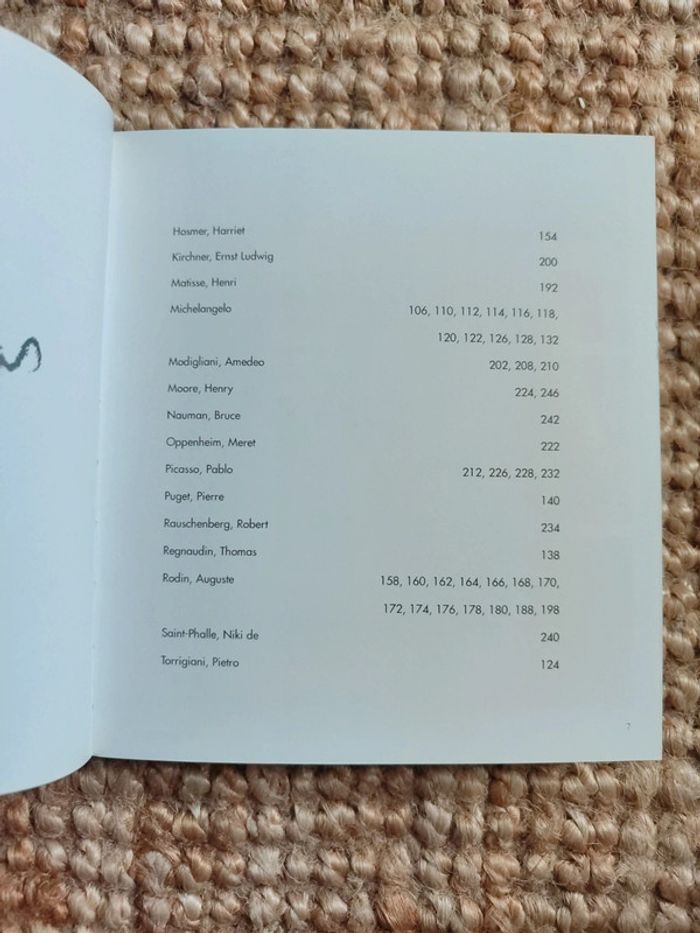 Hosmer, Harriet 154
Kirchner, Ernst Ludwig 200
Matisse, Henri 192
Michelangelo 106, 110, 112, 114, 116, 118,
120, 122, 126, 128, 132
Modigliani, Amedeo 202, 208, 210
Moore, Henry 224, 246
Nauman, Bruce 242
Oppenheim, Meret 222
Picasso, Pablo 212, 226, 228, 232
Puget, Pierre 140
Rauschenberg, Robert 234
Regnaudin, Thomas 138
Rodin, Auguste 158, 160, 162, 164, 166, 168, 170,
172, 174, 176, 178, 180, 188, 198
Saint-Phalle, Niki de 240
Torrigiani, Pietro 124
7